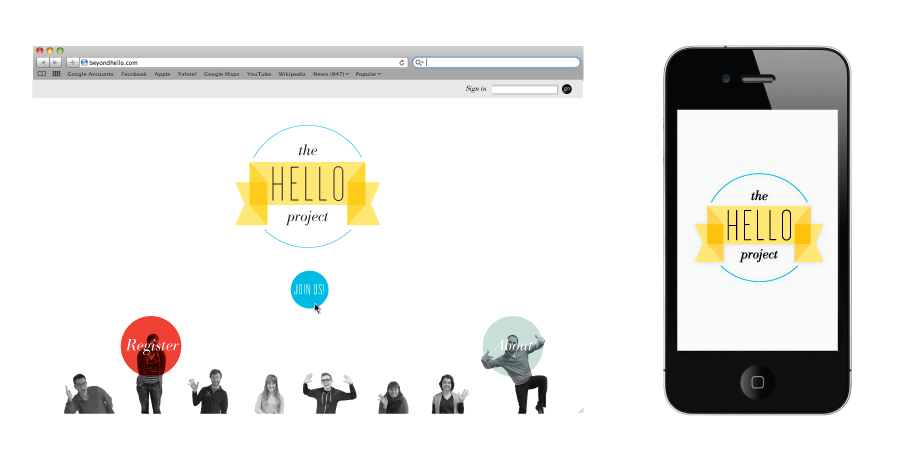 beyondhello.com
Google Accounts Facebook Apple Yahoo! Google Maps YouTube Wikipedia News (947) Popular
Sign in go
the
HELLO
project
JOIN US!
Register
About
the
HELLO
project